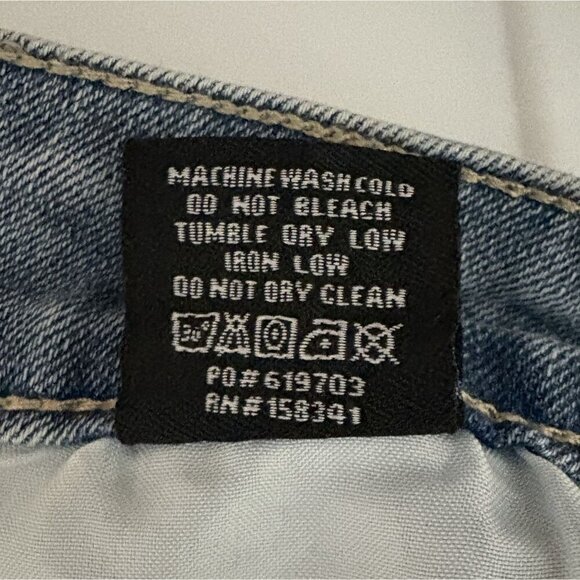 MACHINE WASH COLD
DO NOT BLEACH
TUMBLE DRY LOW
IRON LOW
DO NOT DRY CLEAN
30°
PO# 619703
RN# 158341